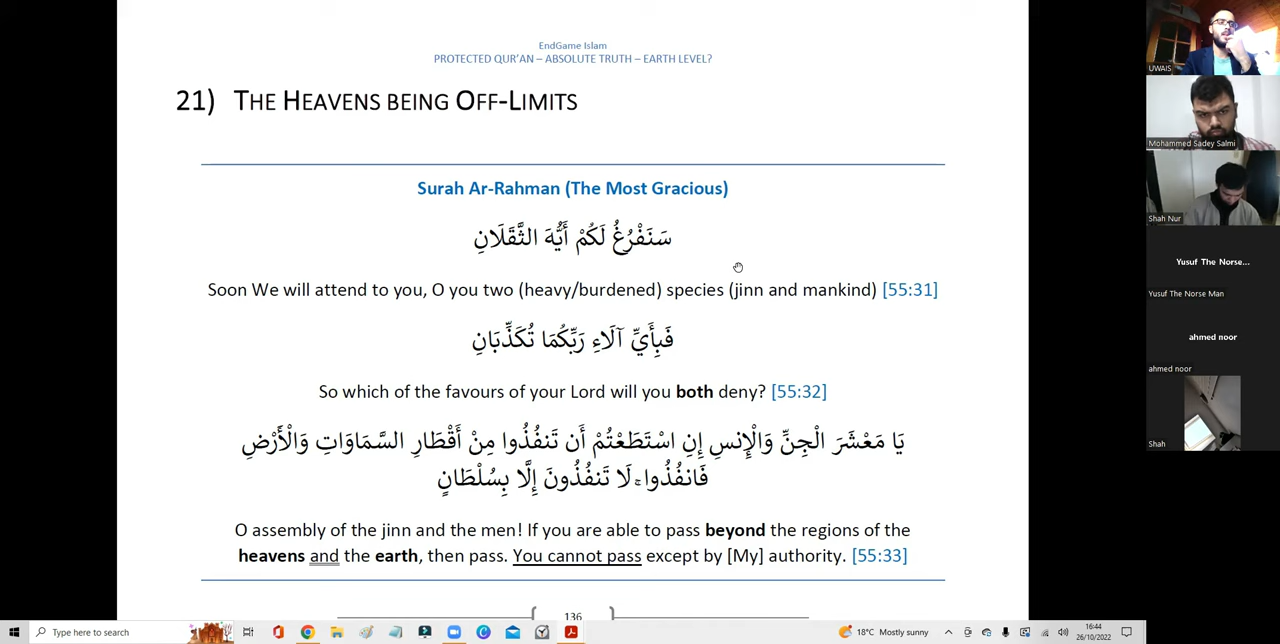 EndGame Islam
PROTECTED QUR'AN – ABSOLUTE TRUTH – EARTH LEVEL?
21) THE HEAVENS BEING OFF-LIMITS
Surah Ar-Rahman (The Most Gracious)
سَنَفْرُغُ لَكُمْ أَيُّهَ الثَّقَلَانِ
Soon We will attend to you, O you two (heavy/burdened) species (jinn and mankind) [55:31]
فَبِأَيِّ آلَاءِ رَبِّكُمَا تُكَذِّبَانِ
So which of the favours of your Lord will you both deny? [55:32]
يَا مَعْشَرَ الْجِنِّ وَالْإِنسِ إِنِ اسْتَطَعْتُمْ أَن تَنفُذُوا مِنْ أَقْطَارِ السَّمَاوَاتِ وَالْأَرْضِ
فَانفُذُوا ۚ لَا تَنفُذُونَ إِلَّا بِسُلْطَانٍ
O assembly of the jinn and the men! If you are able to pass beyond the regions of the
heavens and the earth, then pass. You cannot pass except by [My] authority. [55:33]
136
UWAIS
Mohammed Sadey Salmi
Shah Nur
Yusuf The Norse...
Yusuf The Norse Man
ahmed noor
ahmed noor
Shah
Type here to search
18°C Mostly sunny
16:44
26/10/2022